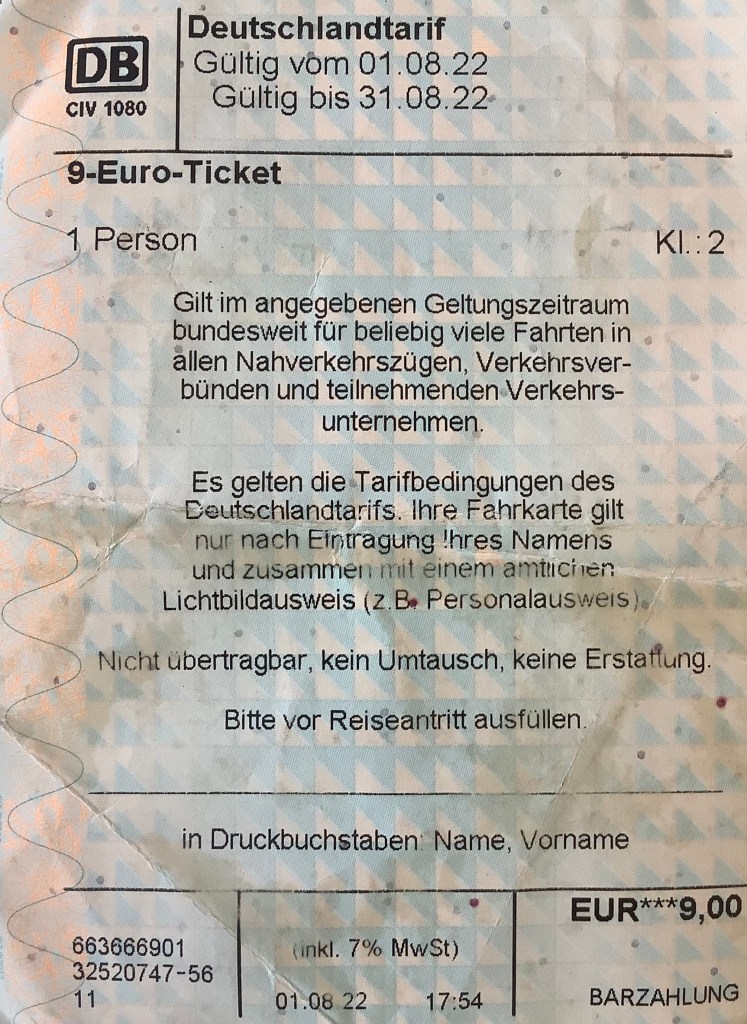 Deutschlandtarif
DB
Gültig vom 01.08.22
CIV 1080
Gültig bis 31.08.22
9-Euro-Ticket
1 Person Kl.: 2
Gilt im angegebenen Geltungszeitraum
bundesweit für beliebig viele Fahrten in
allen Nahverkehrszügen, Verkehrsver-
bünden und teilnehmenden Verkehrs-
unternehmen.
Es gelten die Tarifbedingungen des
Deutschlandtarifs. Ihre Fahrkarte gilt
nur nach Eintragung Ihres Namens
und zusammen mit einem amtlichen
Lichtbildausweis (z.B. Personalausweis).
Nicht übertragbar, kein Umtausch, keine Erstattung.
Bitte vor Reiseantritt ausfüllen.
in Druckbuchstaben: Name, Vorname
EUR***9,00
663666901 (inkl. 7% MwSt)
32520747-56
11 01.08.22 17:54 BARZAHLUNG